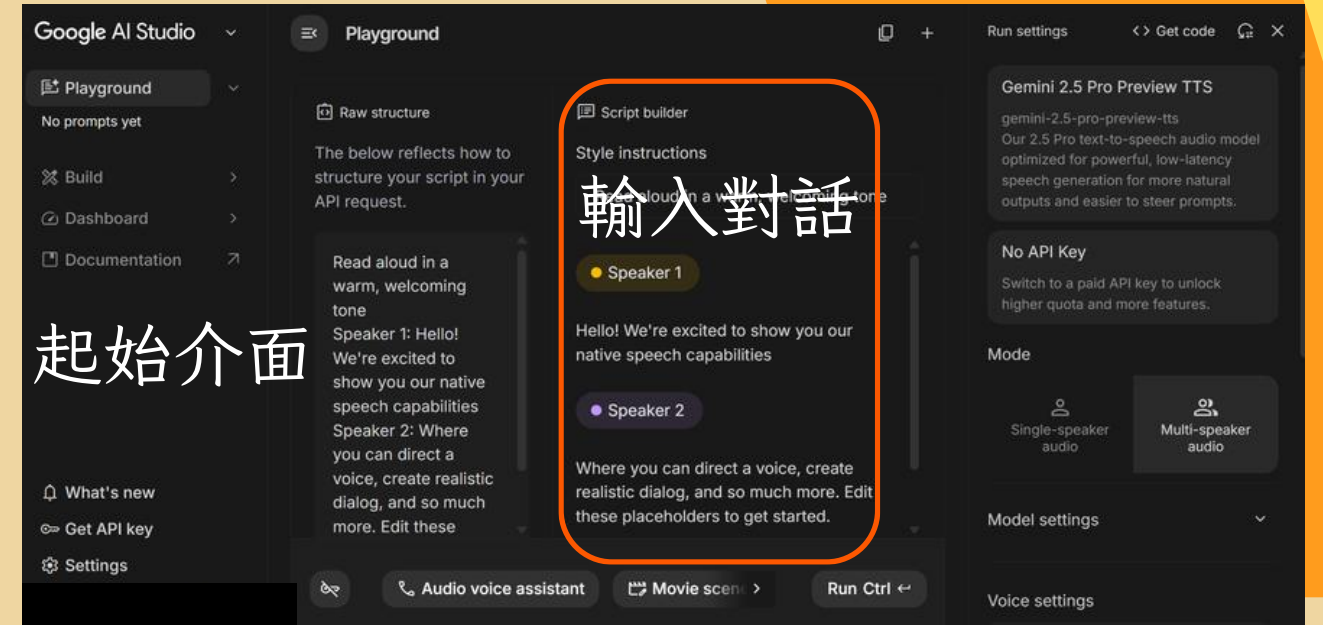 Google AI Studio
Playground
No prompts yet
Build
Dashboard
Documentation
起始介面
What's new
Get API key
Settings
Playground
Raw structure
The below reflects how to
structure your script in your
API request.
Read aloud in a
warm, welcoming
tone
Speaker 1: Hello!
We're excited to
show you our native
speech capabilities
Speaker 2: Where
you can direct a
voice, create realistic
dialog, and so much
more. Edit these
Script builder
Style instructions
Read aloud in a warm, welcoming tone
輸入對話
Speaker 1
Hello! We're excited to show you our
native speech capabilities
Speaker 2
Where you can direct a voice, create
realistic dialog, and so much more. Edit
these placeholders to get started.
Audio voice assistant
Movie scen
Run Ctrl ↵
Run settings
<> Get code
Gemini 2.5 Pro Preview TTS
gemini-2.5-pro-preview-tts
Our 2.5 Pro text-to-speech audio model
optimized for powerful, low-latency
speech generation for more natural
outputs and easier to steer prompts.
No API Key
Switch to a paid API key to unlock
higher quota and more features.
Mode
Single-speaker
audio
Multi-speaker
audio
Model settings
Voice settings